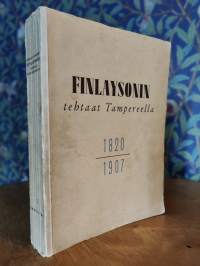 FINLAYSONIN
tehtaat Tampereella
1820
1907